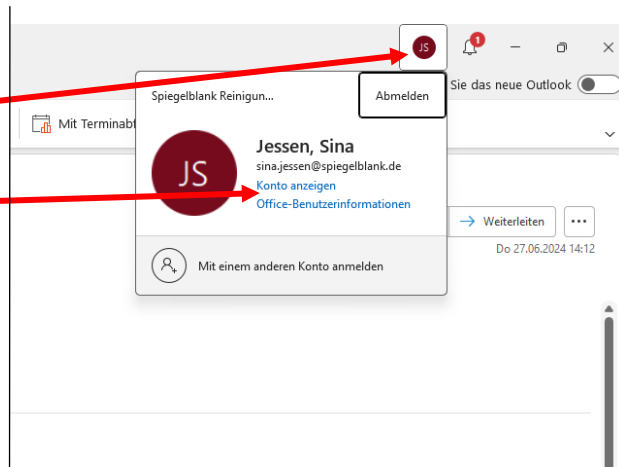 JS
1
Sie das neue Outlook
Spiegelblank Reinigun...
Abmelden
Mit Terminabf
JS
Jessen, Sina
sina.jessen@spiegelblank.de
Konto anzeigen
Office-Benutzerinformationen
Weiterleiten
Do 27.06.2024 14:12
Mit einem anderen Konto anmelden